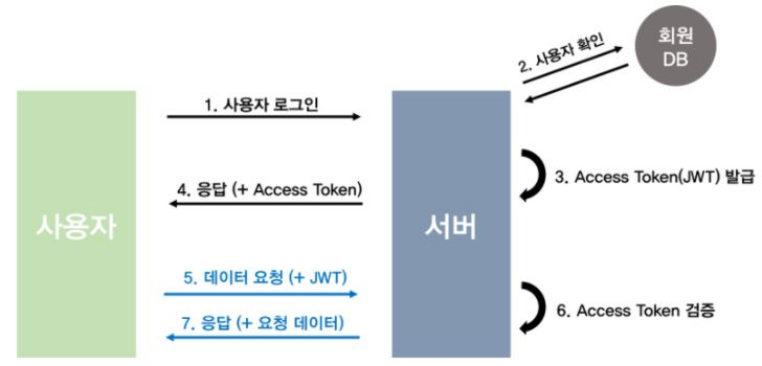 회원
DB
2. 사용자 확인
1. 사용자 로그인
3. Access Token(JWT) 발급
4. 응답 (+ Access Token)
사용자
서버
5. 데이터 요청 (+ JWT)
6. Access Token 검증
7. 응답 (+ 요청 데이터)